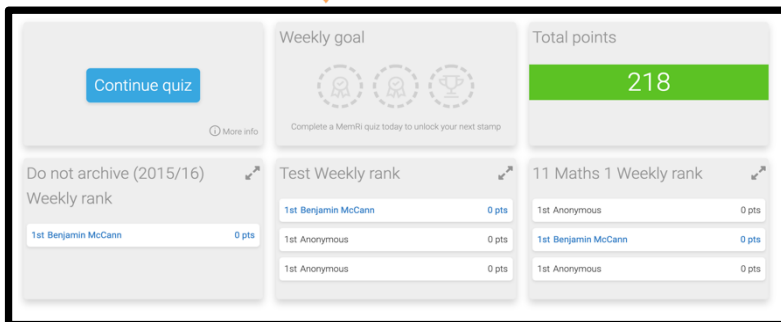 Continue quiz
More info
Weekly goal
Complete a MemRi quiz today to unlock your next stamp
Total points
218
Do not archive (2015/16)
Weekly rank
1st Benjamin McCann 0 pts
Test Weekly rank
1st Benjamin McCann 0 pts
1st Anonymous 0 pts
1st Anonymous 0 pts
11 Maths 1 Weekly rank
1st Anonymous 0 pts
1st Benjamin McCann 0 pts
1st Anonymous 0 pts